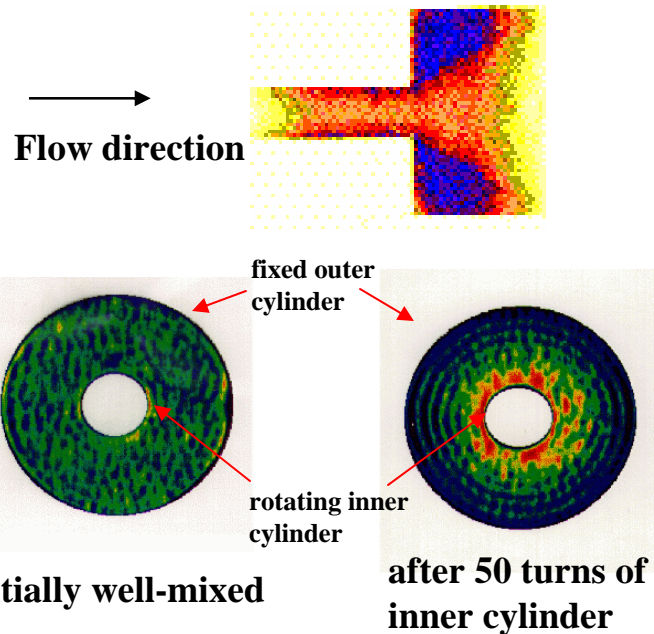 Flow direction
fixed outer
cylinder
rotating inner
cylinder
tially well-mixed
after 50 turns of
inner cylinder